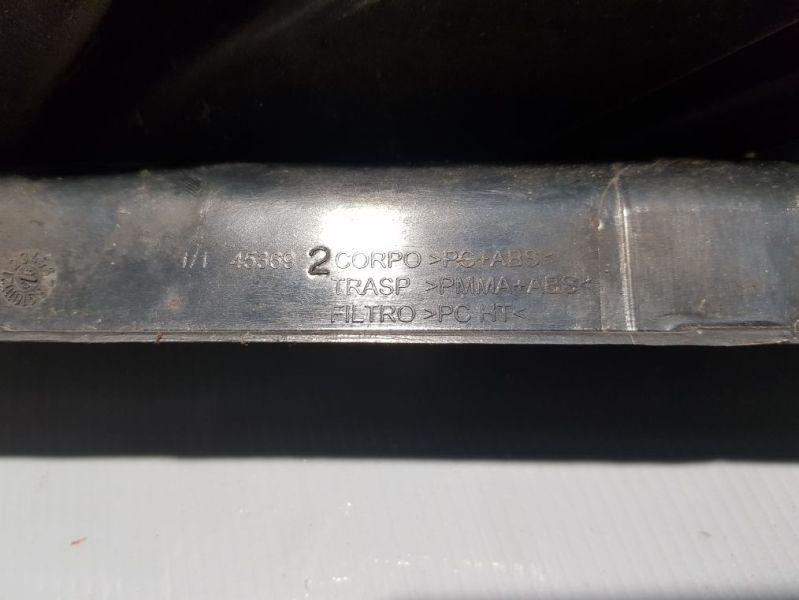 1/1 45369 2 CORPO >PC+ABS<
TRASP >PMMA+ABS<
FILTRO >PC HT<